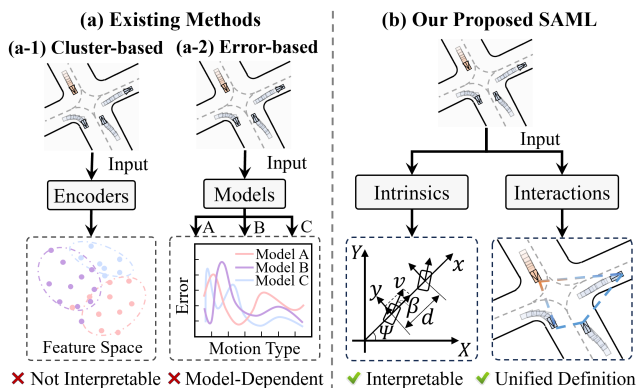 (a) Existing Methods
(a-1) Cluster-based
(a-2) Error-based
Input
Input
Encoders
Models
A
B
C
Feature Space
Model A
Model B
Model C
Error
Motion Type
Not Interpretable
Model-Dependent
(b) Our Proposed SAML
Input
Intrinsics
Interactions
Y
X
x
y
v
β
d
Ψ
Interpretable
Unified Definition